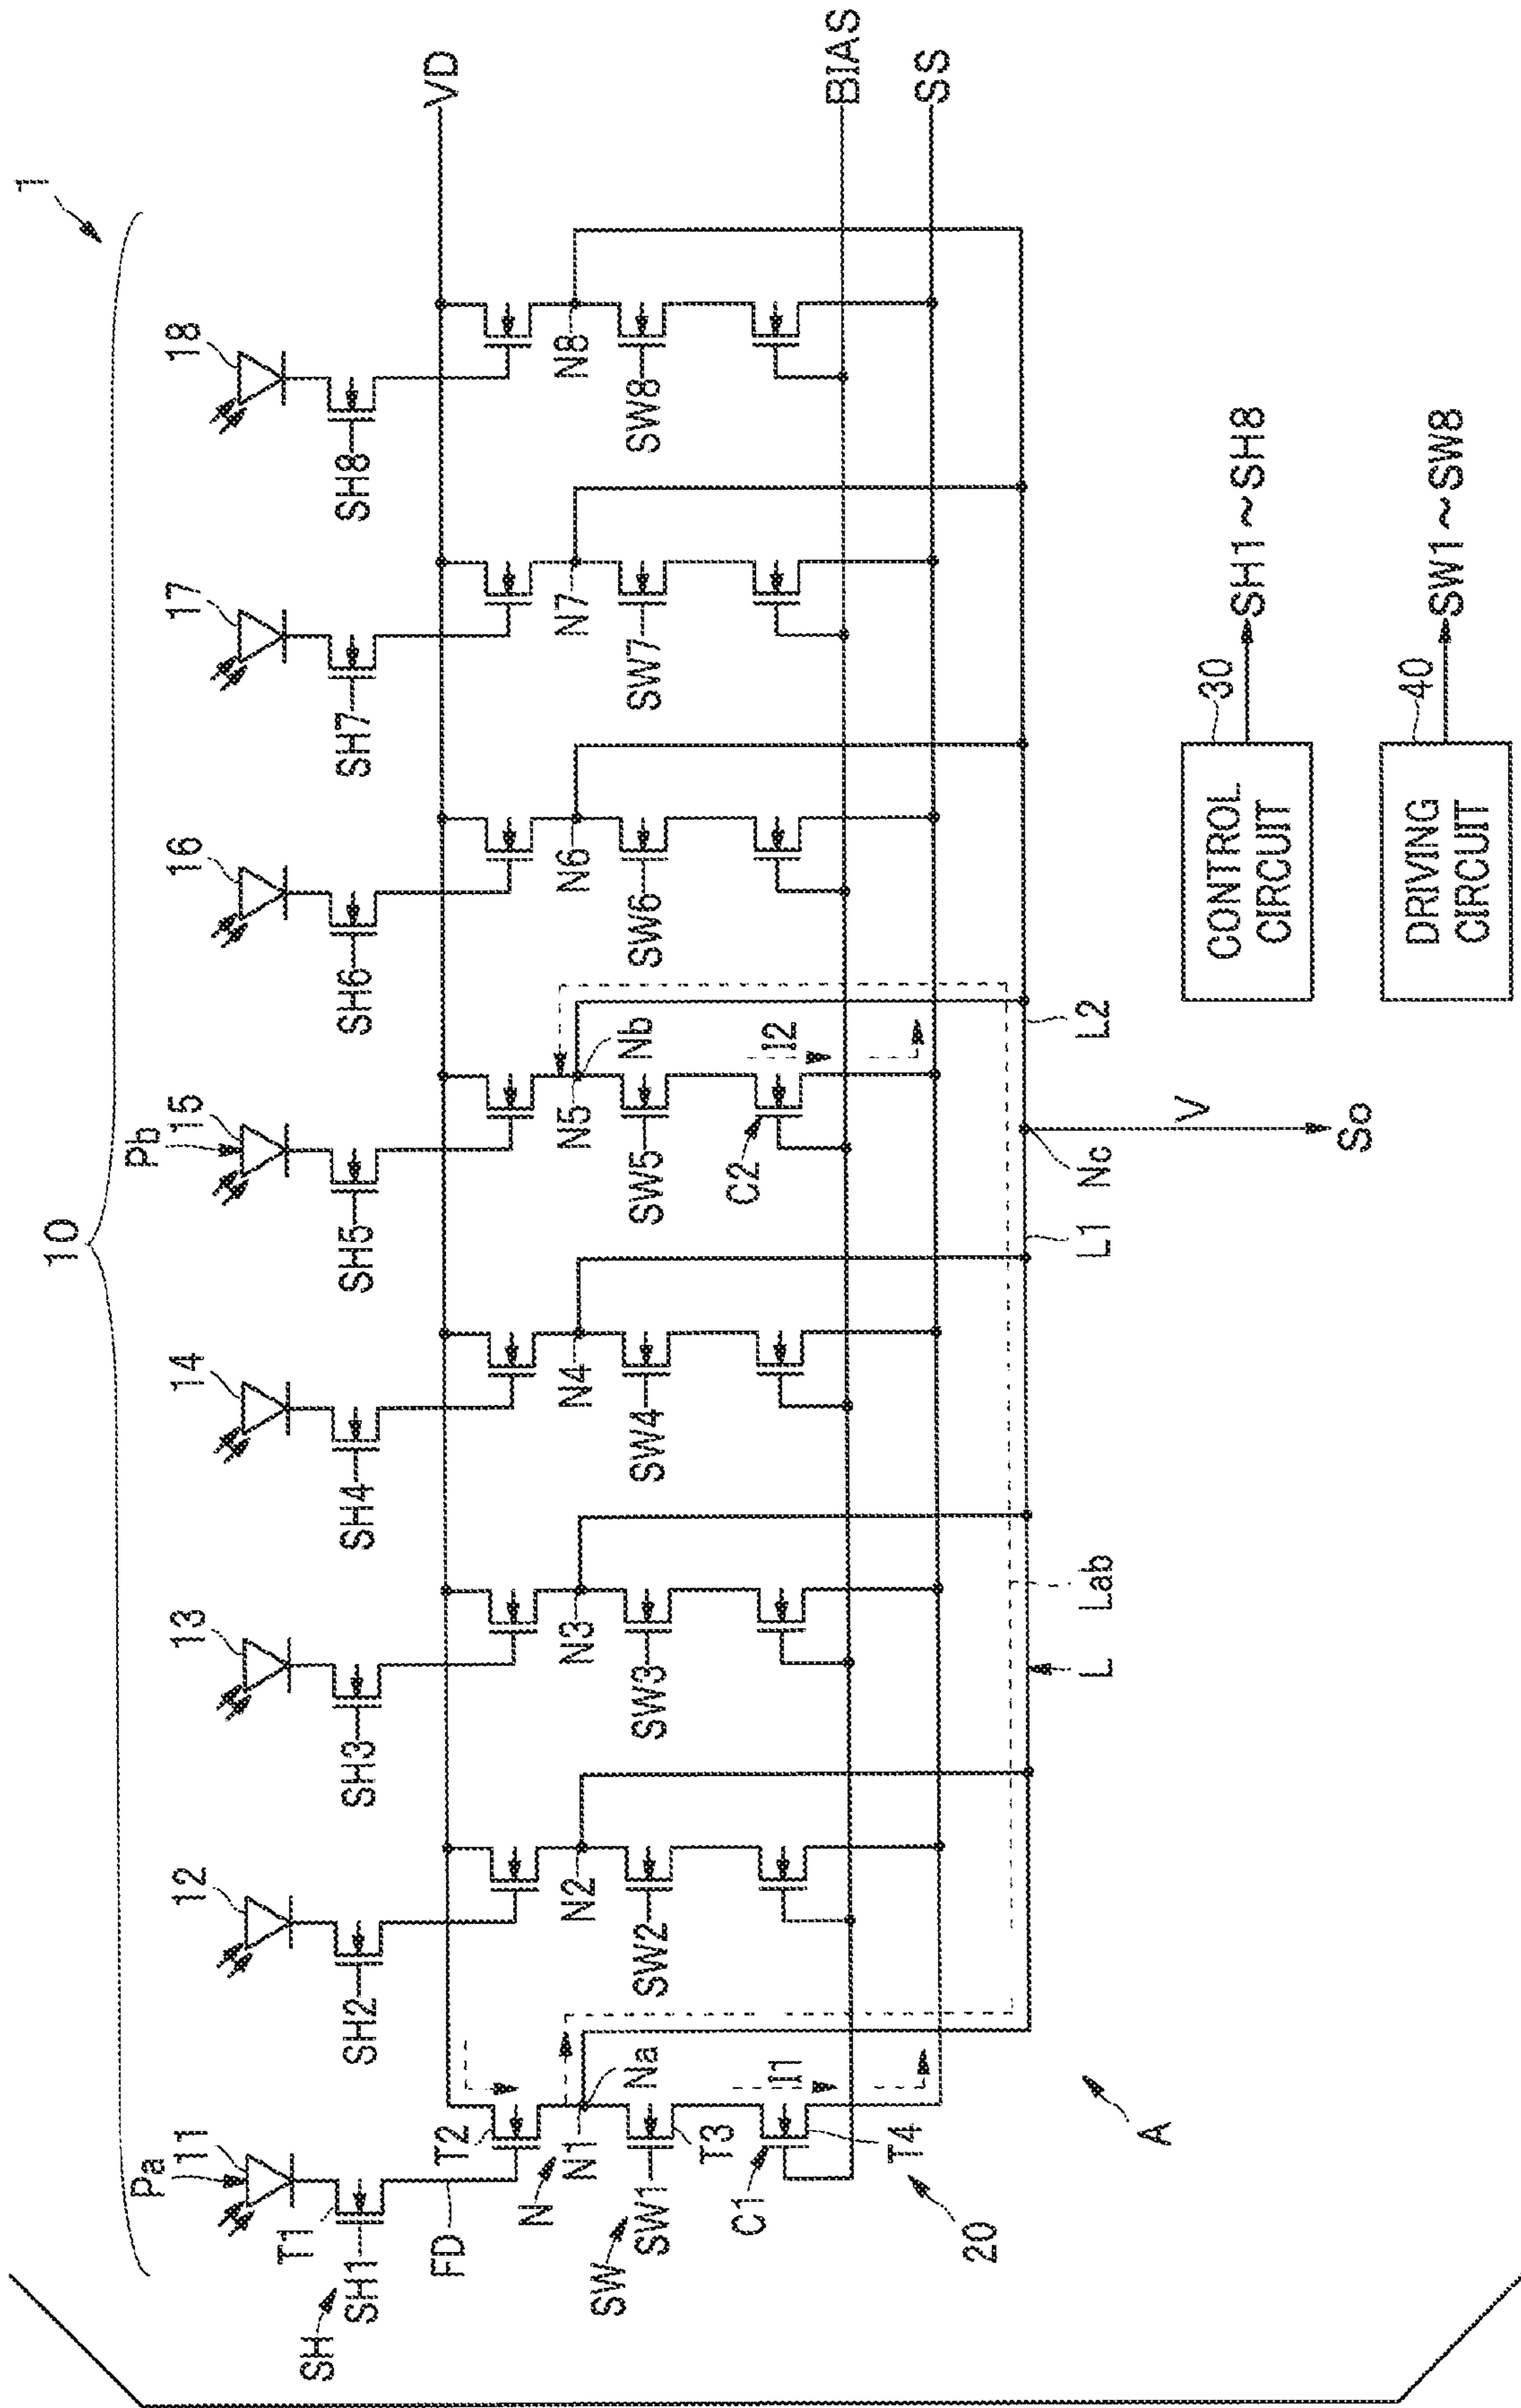 1
10
Pa
11
12
13
14
Pb
15
16
17
18
T1
SH
SH1
SH2
SH3
SH4
SH5
SH6
SH7
SH8
FD
VD
T2
N
N1
Na
N2
N3
N4
N5
Nb
N6
N7
N8
SW
SW1
T3
SW2
SW3
SW4
SW5
SW6
SW7
SW8
C1
I1
T4
C2
I2
BIAS
SS
20
A
Lab
L
L1
Nc
L2
V
So
CONTROL
CIRCUIT
30
SH1~SH8
DRIVING
CIRCUIT
40
SW1~SW8